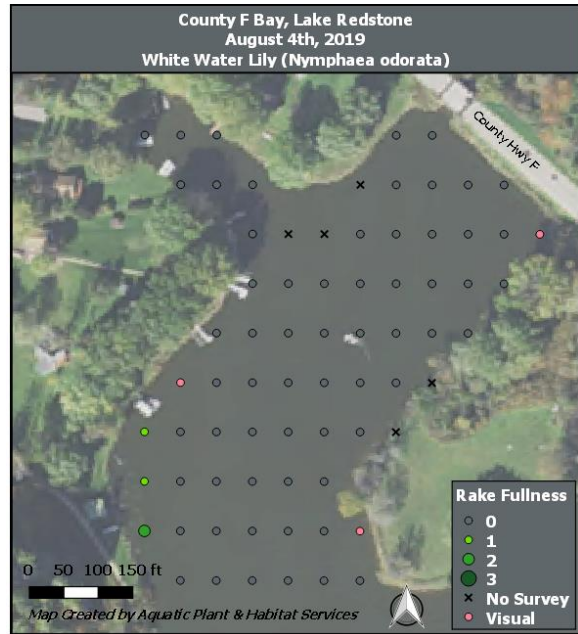 County F Bay, Lake Redstone
August 4th, 2019
White Water Lily (Nymphaea odorata)
County Hwy F
Rake Fullness
0
1
2
3
No Survey
Visual
0 50 100 150 ft
Map Created by Aquatic Plant & Habitat Services